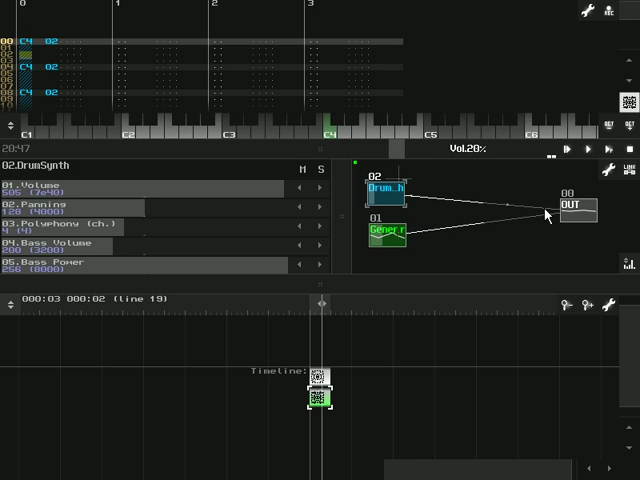 0 1 2 3
REC
00 C4 02
01
02
03
04 C4 02
05
06
07
08 C4 02
09
10
C1 C2 C3 C4 C5 C6
OCT OCT
20:47
Vol.20%
02.DrumSynth
M S
01.Volume
505 (7e40)
02.Panning
128 (4000)
03.Polyphony (ch.)
4 (4)
04.Bass Volume
200 (3200)
05.Bass Power
256 (8000)
02
Drum..h
01
Gener.r
00
OUT
000:03 000:02 (line 19)
Timeline: